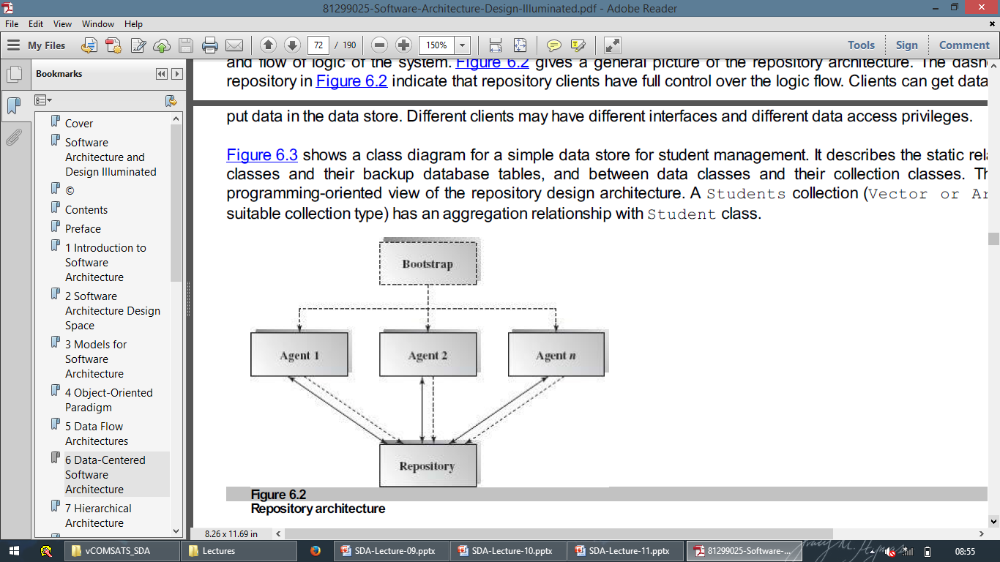 81299025-Software-Architecture-Design-Illuminated.pdf - Adobe Reader
File Edit View Window Help
My Files
72 / 190
150%
Tools Sign Comment
Bookmarks
Cover
Software
Architecture and
Design Illuminated
©
Contents
Preface
1 Introduction to
Software
Architecture
2 Software
Architecture Design
Space
3 Models for
Software
Architecture
4 Object-Oriented
Paradigm
5 Data Flow
Architectures
6 Data-Centered
Software
Architecture
7 Hierarchical
Architecture
and flow of logic of the system. Figure 6.2 gives a general picture of the repository architecture. The dash
repository in Figure 6.2 indicate that repository clients have full control over the logic flow. Clients can get data
put data in the data store. Different clients may have different interfaces and different data access privileges.
Figure 6.3 shows a class diagram for a simple data store for student management. It describes the static rela
classes and their backup database tables, and between data classes and their collection classes. Th
programming-oriented view of the repository design architecture. A Students collection (Vector or Ar
suitable collection type) has an aggregation relationship with Student class.
Bootstrap
Agent 1
Agent 2
Agent n
Repository
Figure 6.2
Repository architecture
8.26 x 11.69 in
vCOMSATS_SDA
Lectures
SDA-Lecture-09.pptx
SDA-Lecture-10.pptx
SDA-Lecture-11.pptx
81299025-Software-...
08:55